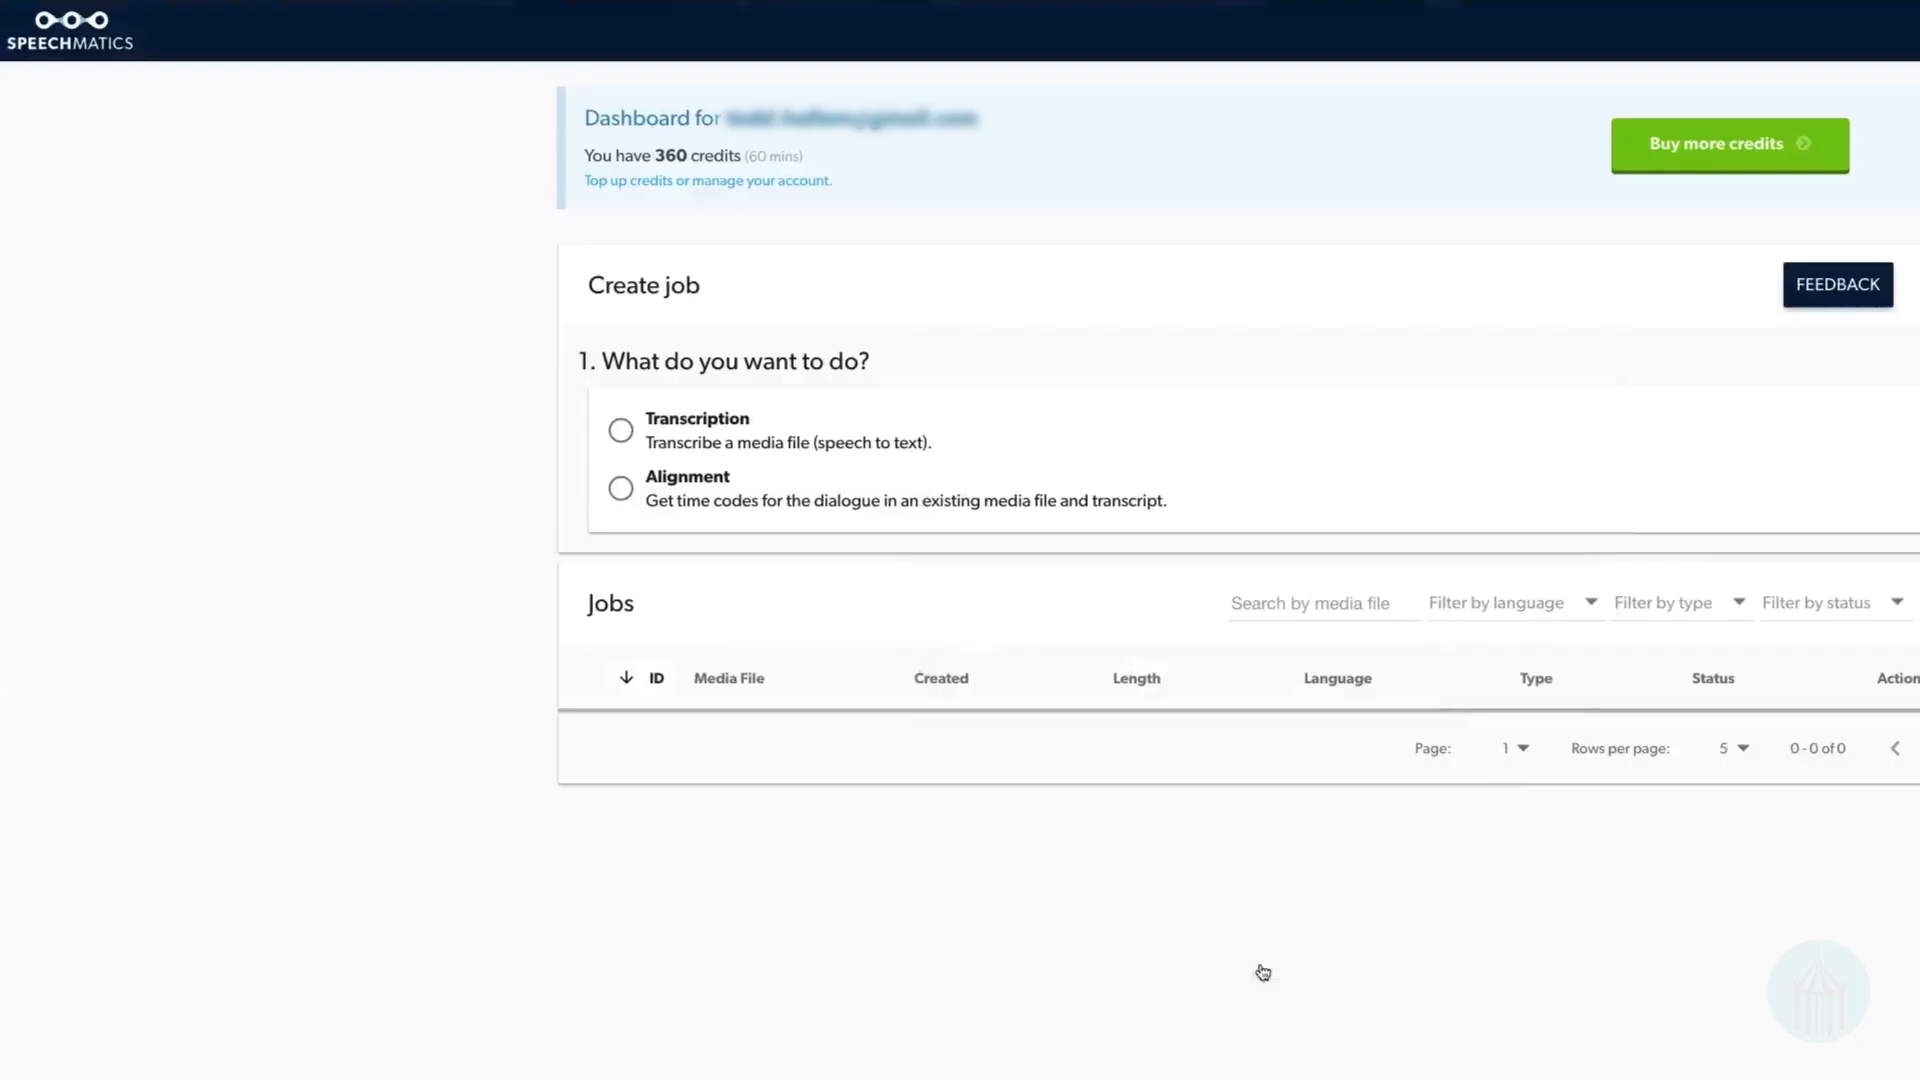 SPEECHMATICS
Dashboard for
You have 360 credits (60 mins)
Top up credits or manage your account.
Buy more credits
Create job
FEEDBACK
1. What do you want to do?
Transcription
Transcribe a media file (speech to text).
Alignment
Get time codes for the dialogue in an existing media file and transcript.
Jobs
Search by media file
Filter by language
Filter by type
Filter by status
ID Media File Created Length Language Type Status Action
Page: 1 Rows per page: 5 0-0 of 0